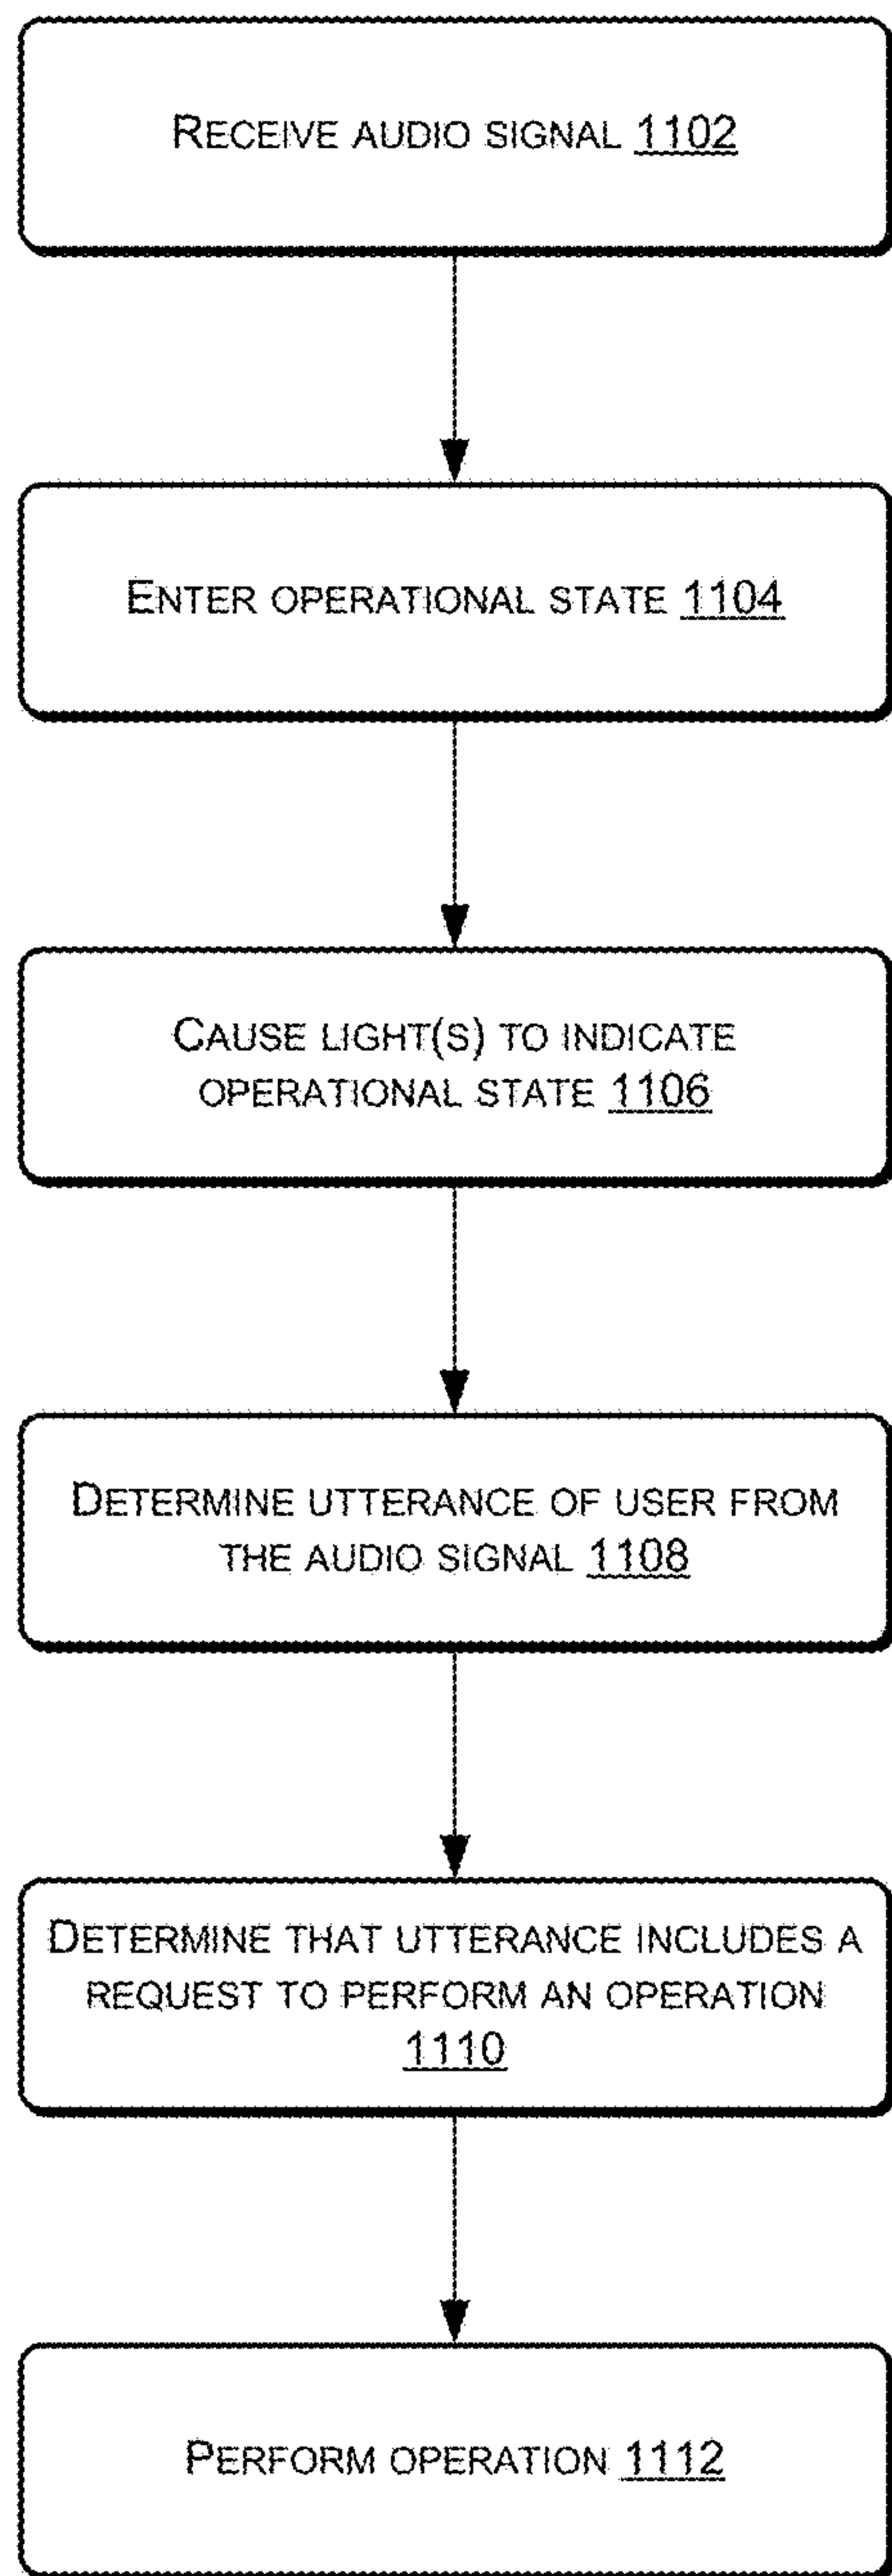 RECEIVE AUDIO SIGNAL 1102
ENTER OPERATIONAL STATE 1104
CAUSE LIGHT(S) TO INDICATE
OPERATIONAL STATE 1106
DETERMINE UTTERANCE OF USER FROM
THE AUDIO SIGNAL 1108
DETERMINE THAT UTTERANCE INCLUDES A
REQUEST TO PERFORM AN OPERATION
1110
PERFORM OPERATION 1112